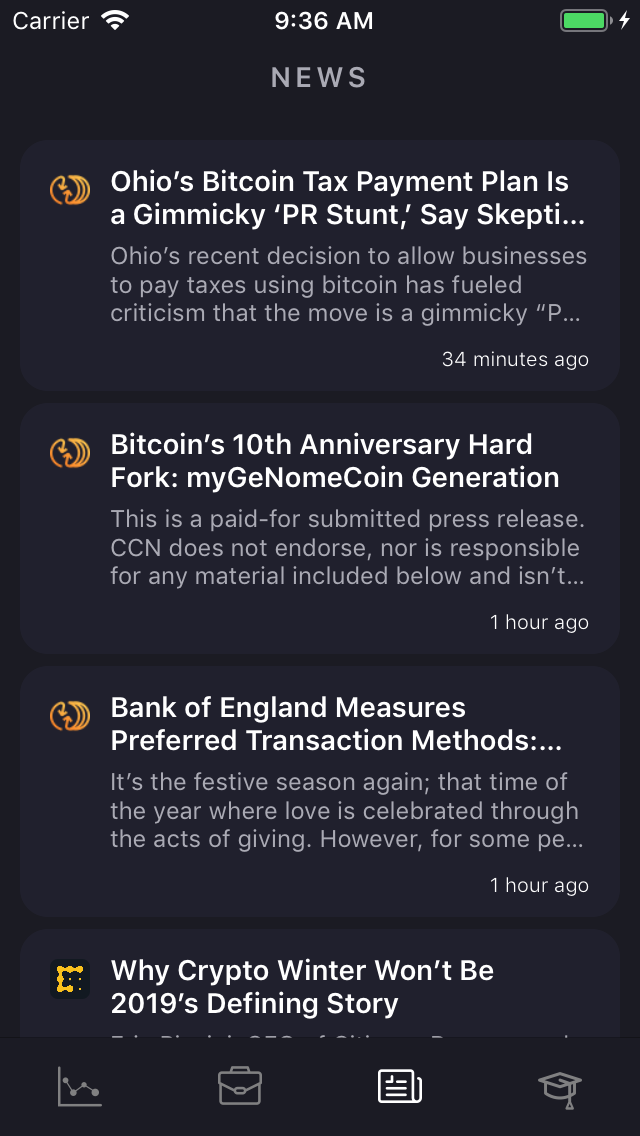 Carrier 9:36 AM
NEWS
Ohio’s Bitcoin Tax Payment Plan Is
a Gimmicky ‘PR Stunt,’ Say Skepti...
Ohio’s recent decision to allow businesses
to pay taxes using bitcoin has fueled
criticism that the move is a gimmicky “P...
34 minutes ago
Bitcoin’s 10th Anniversary Hard
Fork: myGeNomeCoin Generation
This is a paid-for submitted press release.
CCN does not endorse, nor is responsible
for any material included below and isn’t...
1 hour ago
Bank of England Measures
Preferred Transaction Methods:...
It’s the festive season again; that time of
the year where love is celebrated through
the acts of giving. However, for some pe...
1 hour ago
Why Crypto Winter Won’t Be
2019’s Defining Story